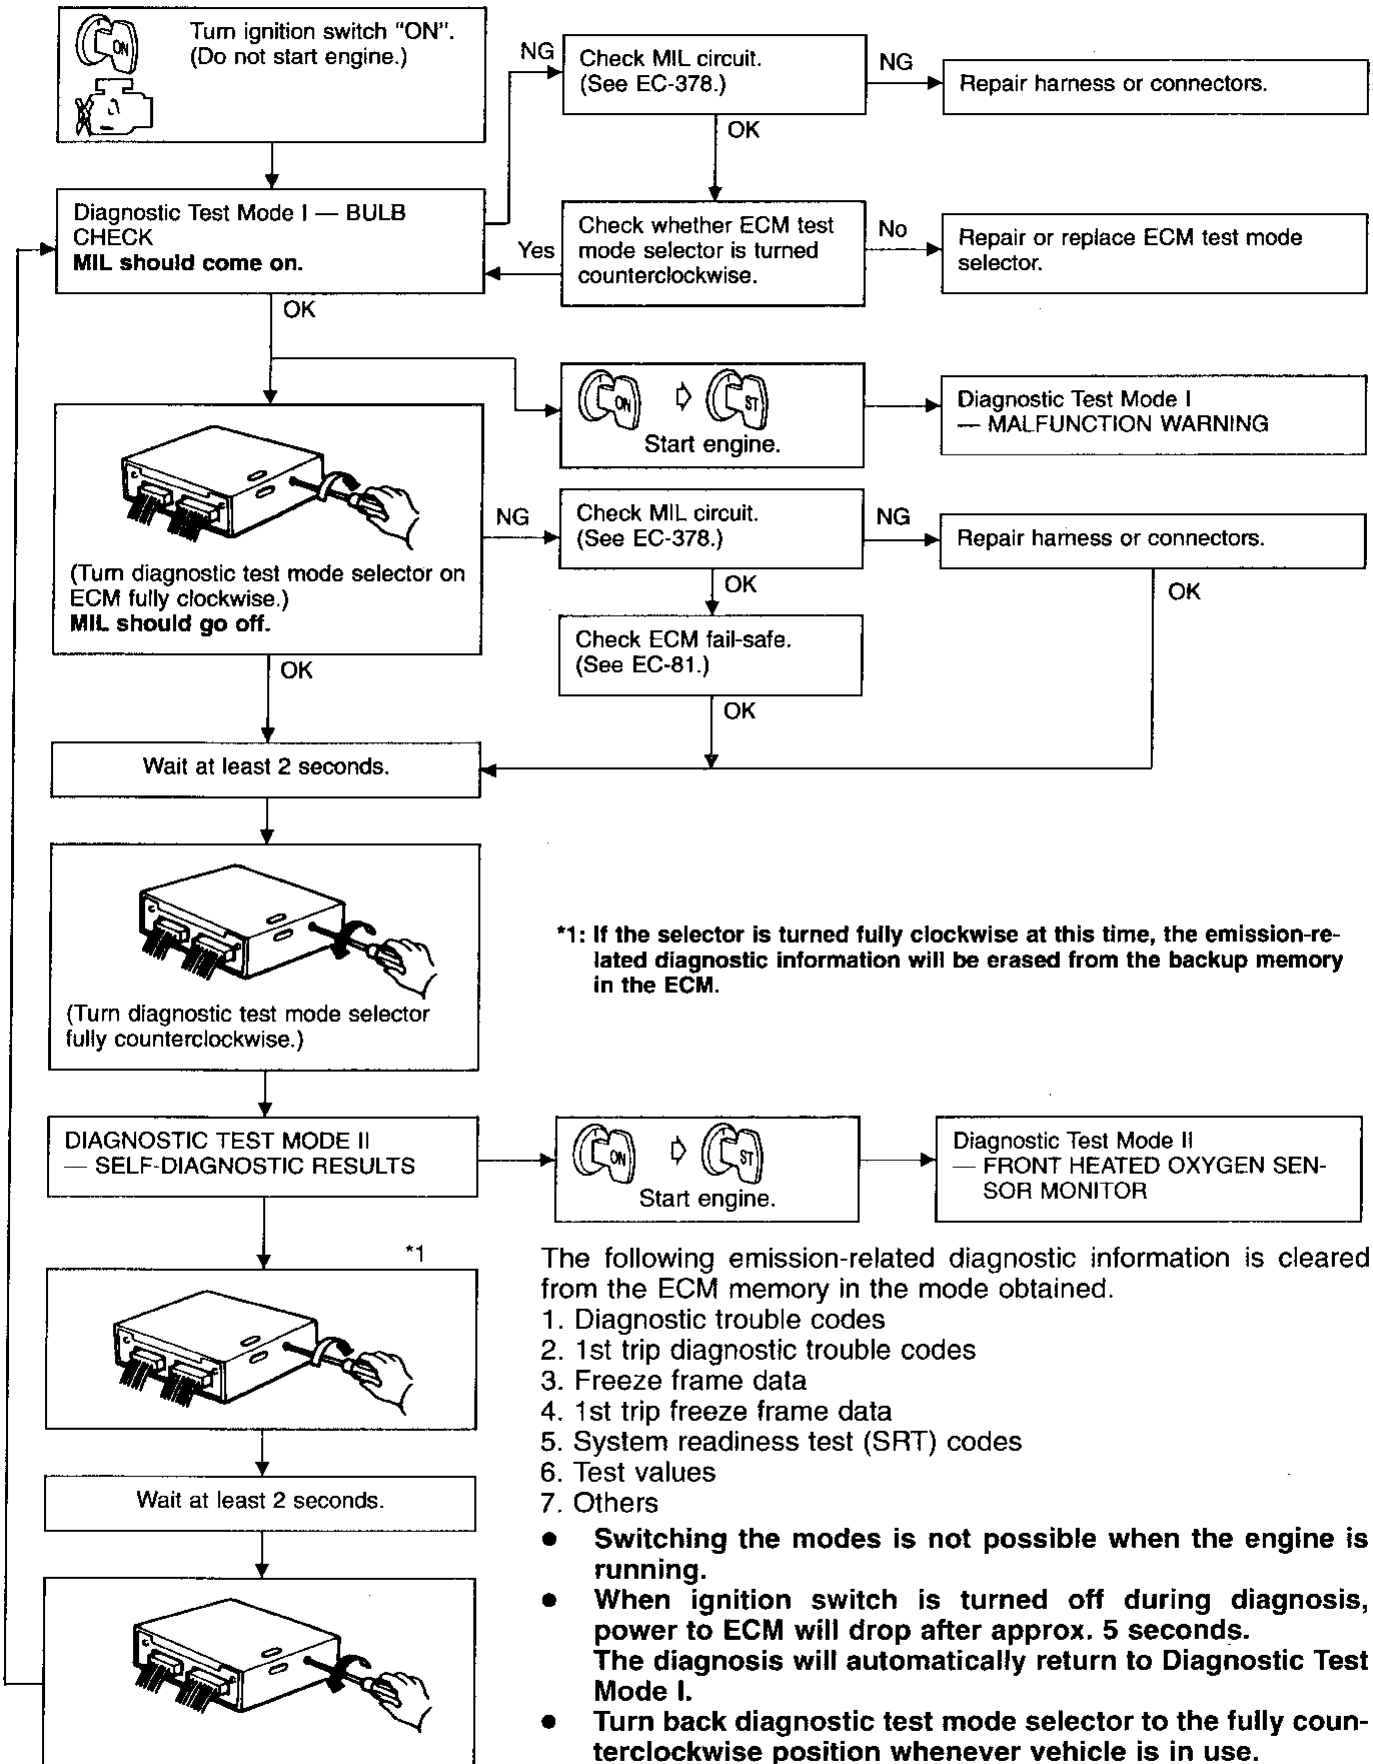 ON
Turn ignition switch "ON".
(Do not start engine.)
NG
Check MIL circuit.
(See EC-378.)
NG
Repair harness or connectors.
OK
Diagnostic Test Mode I — BULB
CHECK
MIL should come on.
Yes
Check whether ECM test
mode selector is turned
counterclockwise.
No
Repair or replace ECM test mode
selector.
OK
ON
ST
Start engine.
Diagnostic Test Mode I
— MALFUNCTION WARNING
(Turn diagnostic test mode selector on
ECM fully clockwise.)
MIL should go off.
NG
Check MIL circuit.
(See EC-378.)
NG
Repair harness or connectors.
OK
OK
Check ECM fail-safe.
(See EC-81.)
OK
OK
Wait at least 2 seconds.
(Turn diagnostic test mode selector
fully counterclockwise.)
*1: If the selector is turned fully clockwise at this time, the emission-re-
lated diagnostic information will be erased from the backup memory
in the ECM.
DIAGNOSTIC TEST MODE II
— SELF-DIAGNOSTIC RESULTS
ON
ST
Start engine.
Diagnostic Test Mode II
— FRONT HEATED OXYGEN SEN-
SOR MONITOR
*1
Wait at least 2 seconds.
The following emission-related diagnostic information is cleared
from the ECM memory in the mode obtained.
1. Diagnostic trouble codes
2. 1st trip diagnostic trouble codes
3. Freeze frame data
4. 1st trip freeze frame data
5. System readiness test (SRT) codes
6. Test values
7. Others
● Switching the modes is not possible when the engine is
running.
● When ignition switch is turned off during diagnosis,
power to ECM will drop after approx. 5 seconds.
The diagnosis will automatically return to Diagnostic Test
Mode I.
● Turn back diagnostic test mode selector to the fully coun-
terclockwise position whenever vehicle is in use.